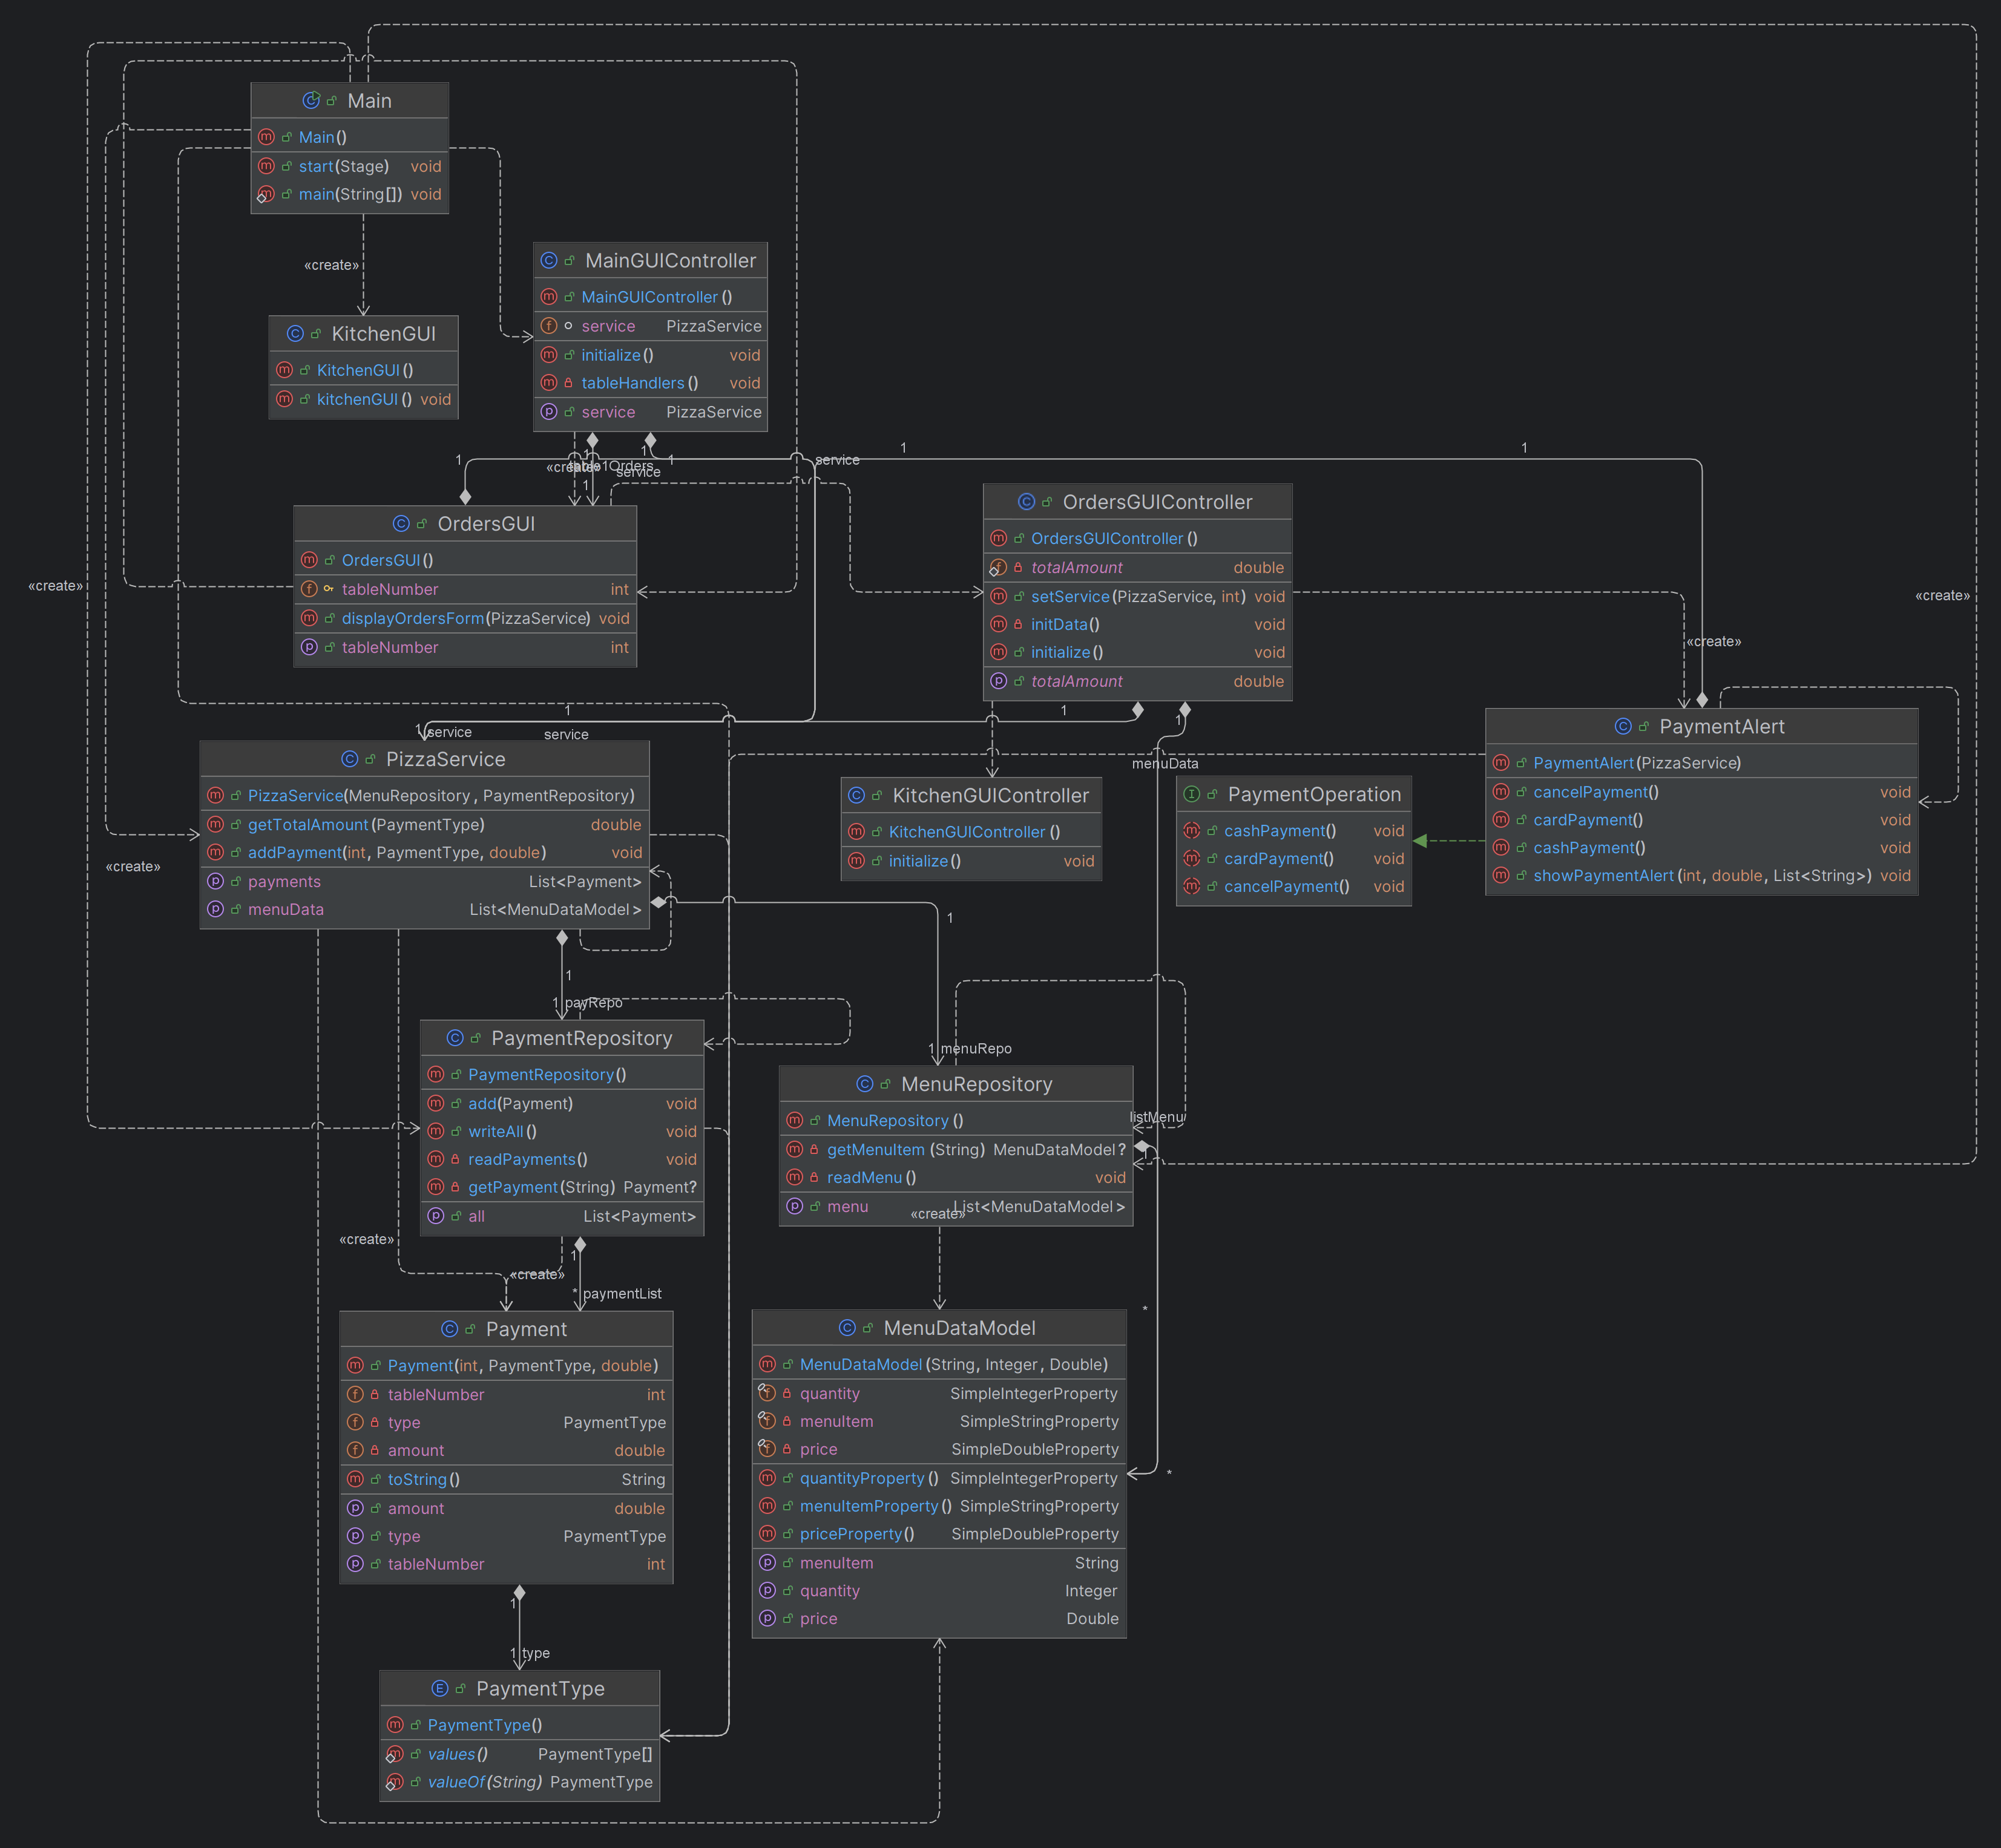 Main
Main()
start(Stage) void
main(String[]) void
«create»
MainGUIController
MainGUIController()
service PizzaService
initialize() void
tableHandlers() void
service PizzaService
KitchenGUI
KitchenGUI()
kitchenGUI() void
1
1
1
1
1
1
«create»
table1Orders
service
service
1
OrdersGUI
OrdersGUI()
tableNumber int
displayOrdersForm(PizzaService) void
tableNumber int
OrdersGUIController
OrdersGUIController()
totalAmount double
setService(PizzaService, int) void
initData() void
initialize() void
totalAmount double
«create»
«create»
«create»
1
1
1
1
service
service
menuData
PaymentAlert
PaymentAlert(PizzaService)
cancelPayment() void
cardPayment() void
cashPayment() void
showPaymentAlert(int, double, List<String>) void
PizzaService
PizzaService(MenuRepository, PaymentRepository)
getTotalAmount(PaymentType) double
addPayment(int, PaymentType, double) void
payments List<Payment>
menuData List<MenuDataModel>
KitchenGUIController
KitchenGUIController()
initialize() void
PaymentOperation
cashPayment() void
cardPayment() void
cancelPayment() void
«create»
1
1
1 payRepo
1 menuRepo
PaymentRepository
PaymentRepository()
add(Payment) void
writeAll() void
readPayments() void
getPayment(String) Payment?
all List<Payment>
MenuRepository
MenuRepository()
getMenuItem(String) MenuDataModel?
readMenu() void
menu List<MenuDataModel>
listMenu
1
«create»
«create»
1
«create»
* paymentList
*
*
Payment
Payment(int, PaymentType, double)
tableNumber int
type PaymentType
amount double
toString() String
amount double
type PaymentType
tableNumber int
MenuDataModel
MenuDataModel(String, Integer, Double)
quantity SimpleIntegerProperty
menuItem SimpleStringProperty
price SimpleDoubleProperty
quantityProperty() SimpleIntegerProperty
menuItemProperty() SimpleStringProperty
priceProperty() SimpleDoubleProperty
menuItem String
quantity Integer
price Double
1
1 type
PaymentType
PaymentType()
values() PaymentType[]
valueOf(String) PaymentType